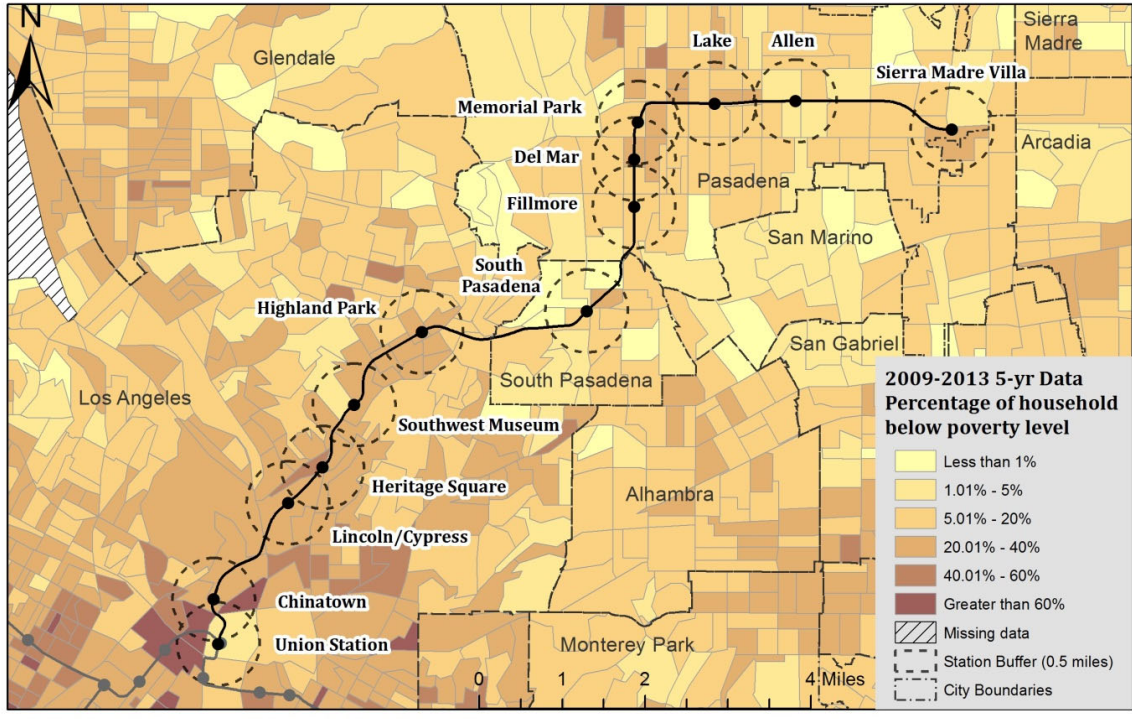 N
Glendale
Lake
Allen
Sierra
Madre
Sierra Madre Villa
Memorial Park
Arcadia
Del Mar
Pasadena
Fillmore
San Marino
South
Pasadena
Highland Park
San Gabriel
South Pasadena
Los Angeles
Southwest Museum
Heritage Square
Alhambra
Lincoln/Cypress
Chinatown
Union Station
Monterey Park
0 1 2 4 Miles
2009-2013 5-yr Data
Percentage of household
below poverty level
Less than 1%
1.01% - 5%
5.01% - 20%
20.01% - 40%
40.01% - 60%
Greater than 60%
Missing data
Station Buffer (0.5 miles)
City Boundaries